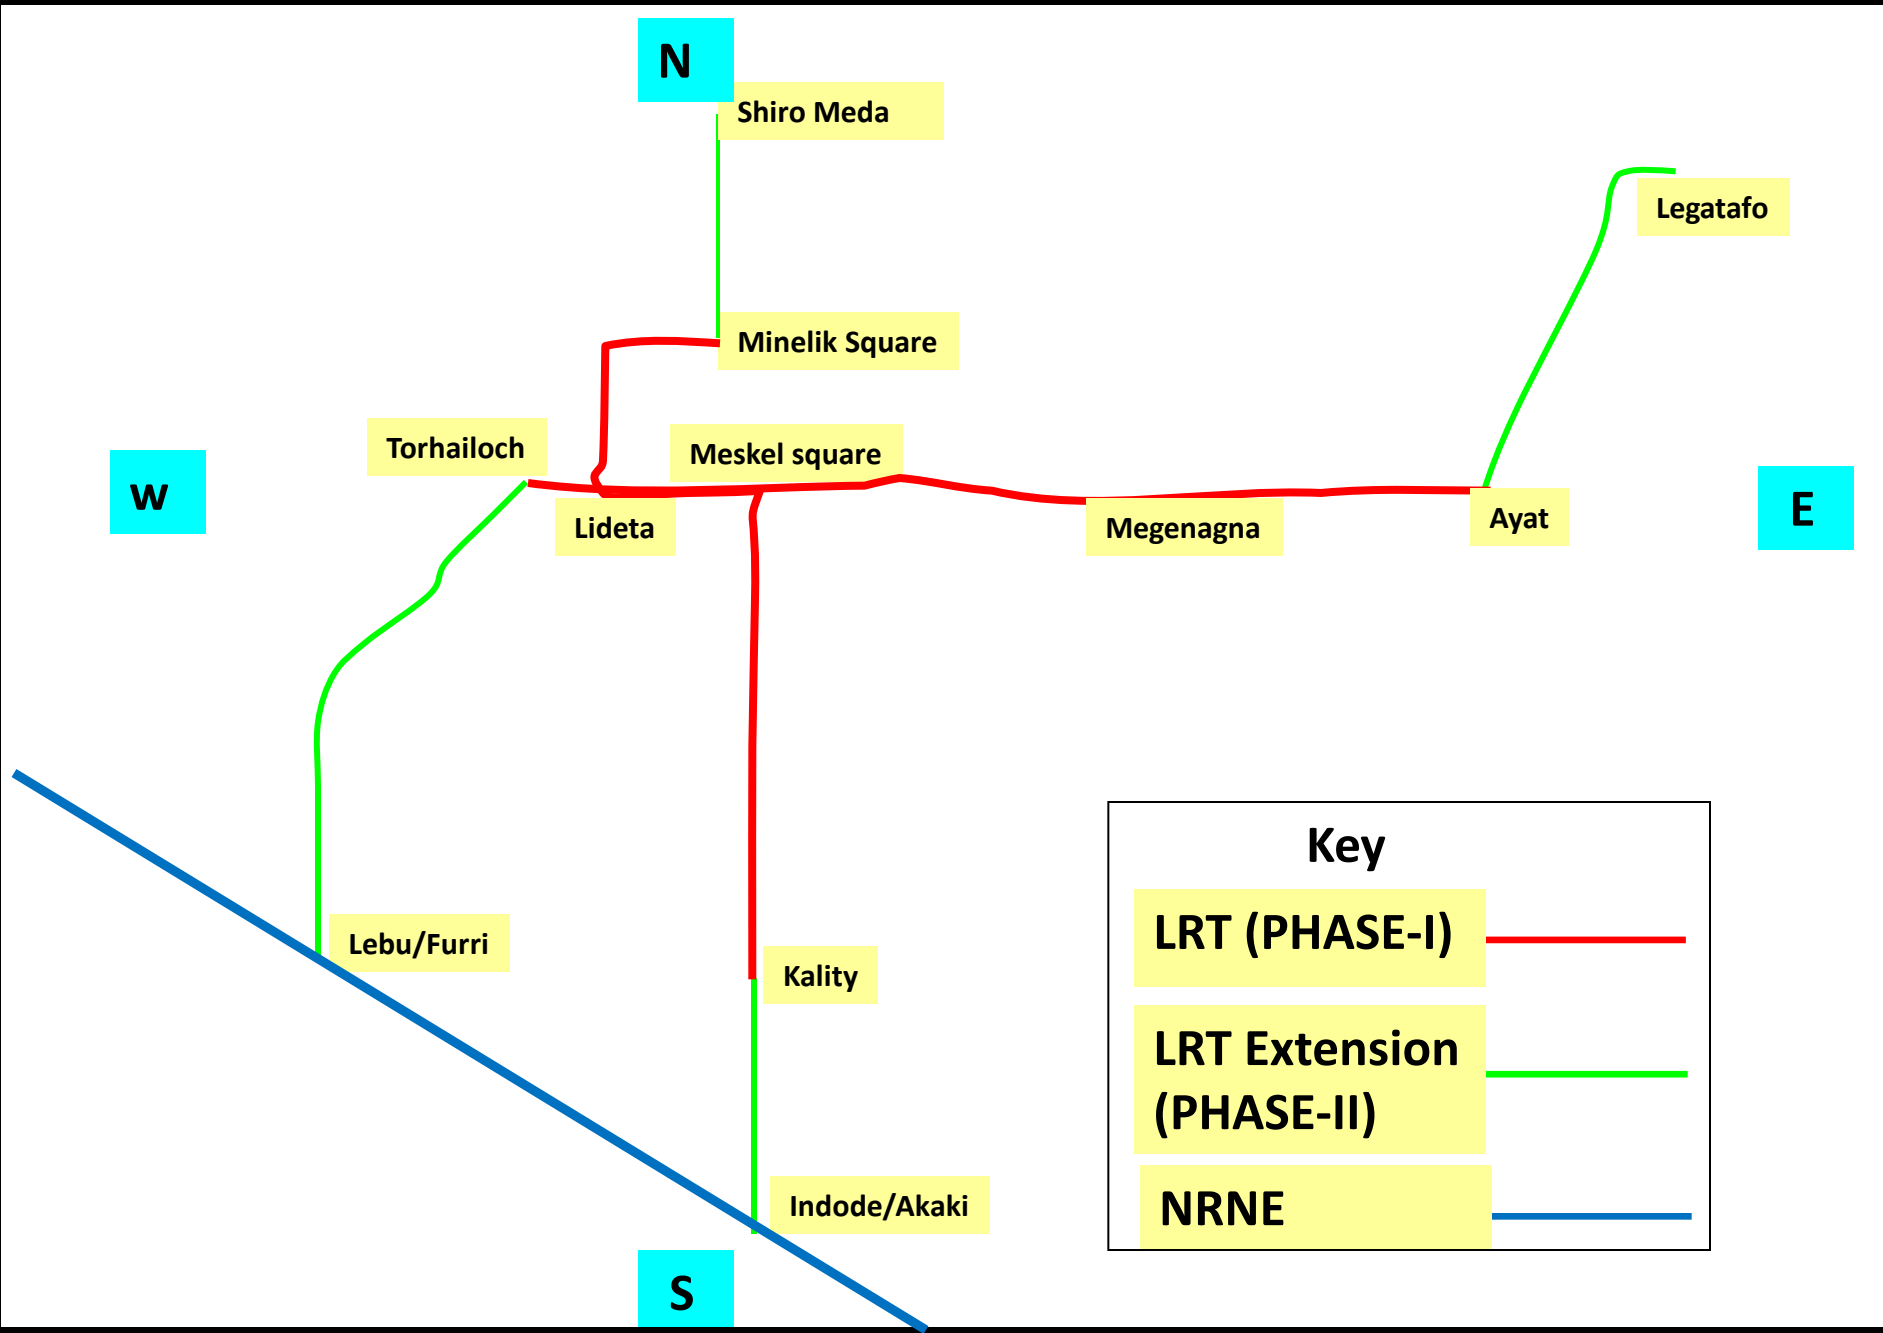 N
Shiro Meda
Legatafo
Minelik Square
Torhailoch
Meskel square
w
Lideta
Megenagna
Ayat
E
Lebu/Furri
Kality
Indode/Akaki
S
Key
LRT (PHASE-I)
LRT Extension
(PHASE-II)
NRNE